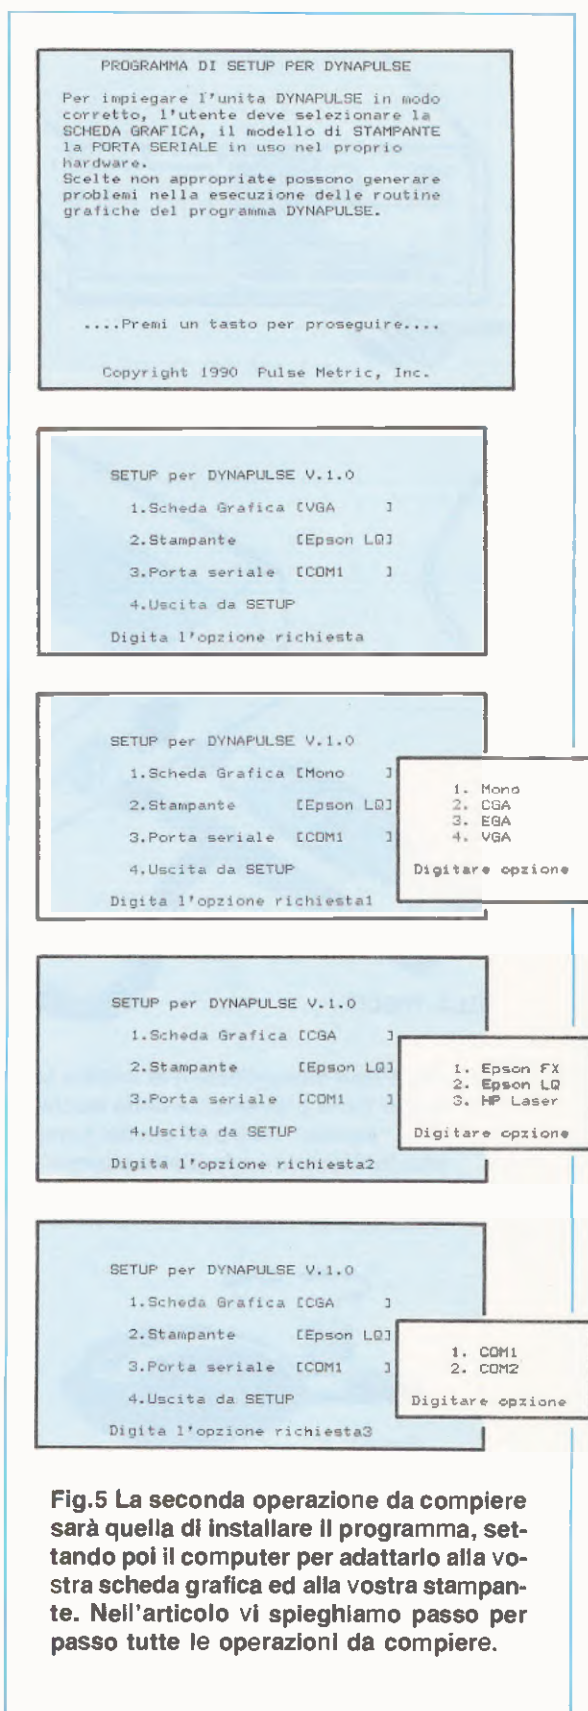 PROGRAMMA DI SETUP PER DYNAPULSE
Per impiegare l'unita DYNAPULSE in modo
corretto, l'utente deve selezionare la
SCHEDA GRAFICA, il modello di STAMPANTE
la PORTA SERIALE in uso nel proprio
hardware.
Scelte non appropriate possono generare
problemi nella esecuzione delle routine
grafiche del programma DYNAPULSE.
....Premi un tasto per proseguire....
Copyright 1990 Pulse Metric, Inc.
SETUP per DYNAPULSE V.1.0
1.Scheda Grafica [VGA ]
2.Stampante [Epson LQ]
3.Porta seriale [COM1 ]
4.Uscita da SETUP
Digita l'opzione richiesta
SETUP per DYNAPULSE V.1.0
1.Scheda Grafica [Mono ]
2.Stampante [Epson LQ]
3.Porta seriale [COM1 ]
4.Uscita da SETUP
Digita l'opzione richiesta1
1. Mono
2. CGA
3. EGA
4. VGA
Digitare opzione
SETUP per DYNAPULSE V.1.0
1.Scheda Grafica [CGA ]
2.Stampante [Epson LQ]
3.Porta seriale [COM1 ]
4.Uscita da SETUP
Digita l'opzione richiesta2
1. Epson FX
2. Epson LQ
3. HP Laser
Digitare opzione
SETUP per DYNAPULSE V.1.0
1.Scheda Grafica [CGA ]
2.Stampante [Epson LQ]
3.Porta seriale [COM1 ]
4.Uscita da SETUP
Digita l'opzione richiesta3
1. COM1
2. COM2
Digitare opzione
Fig.5 La seconda operazione da compiere
sarà quella di installare il programma, set-
tando poi il computer per adattarlo alla vo-
stra scheda grafica ed alla vostra stampan-
te. Nell'articolo vi spieghiamo passo per
passo tutte le operazioni da compiere.